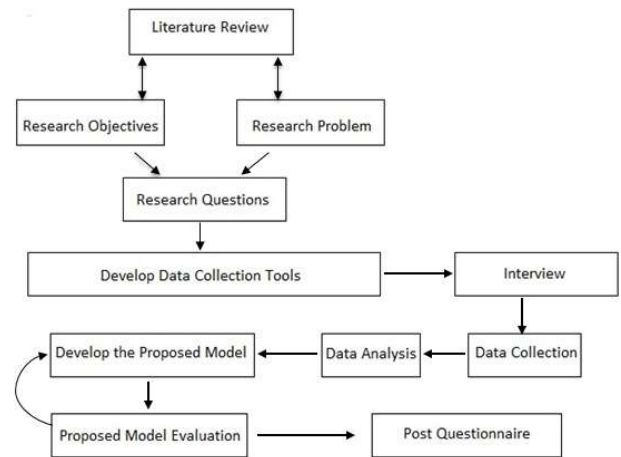 Literature Review
Research Objectives
Research Problem
Research Questions
Develop Data Collection Tools
Interview
Develop the Proposed Model
Data Analysis
Data Collection
Proposed Model Evaluation
Post Questionnaire